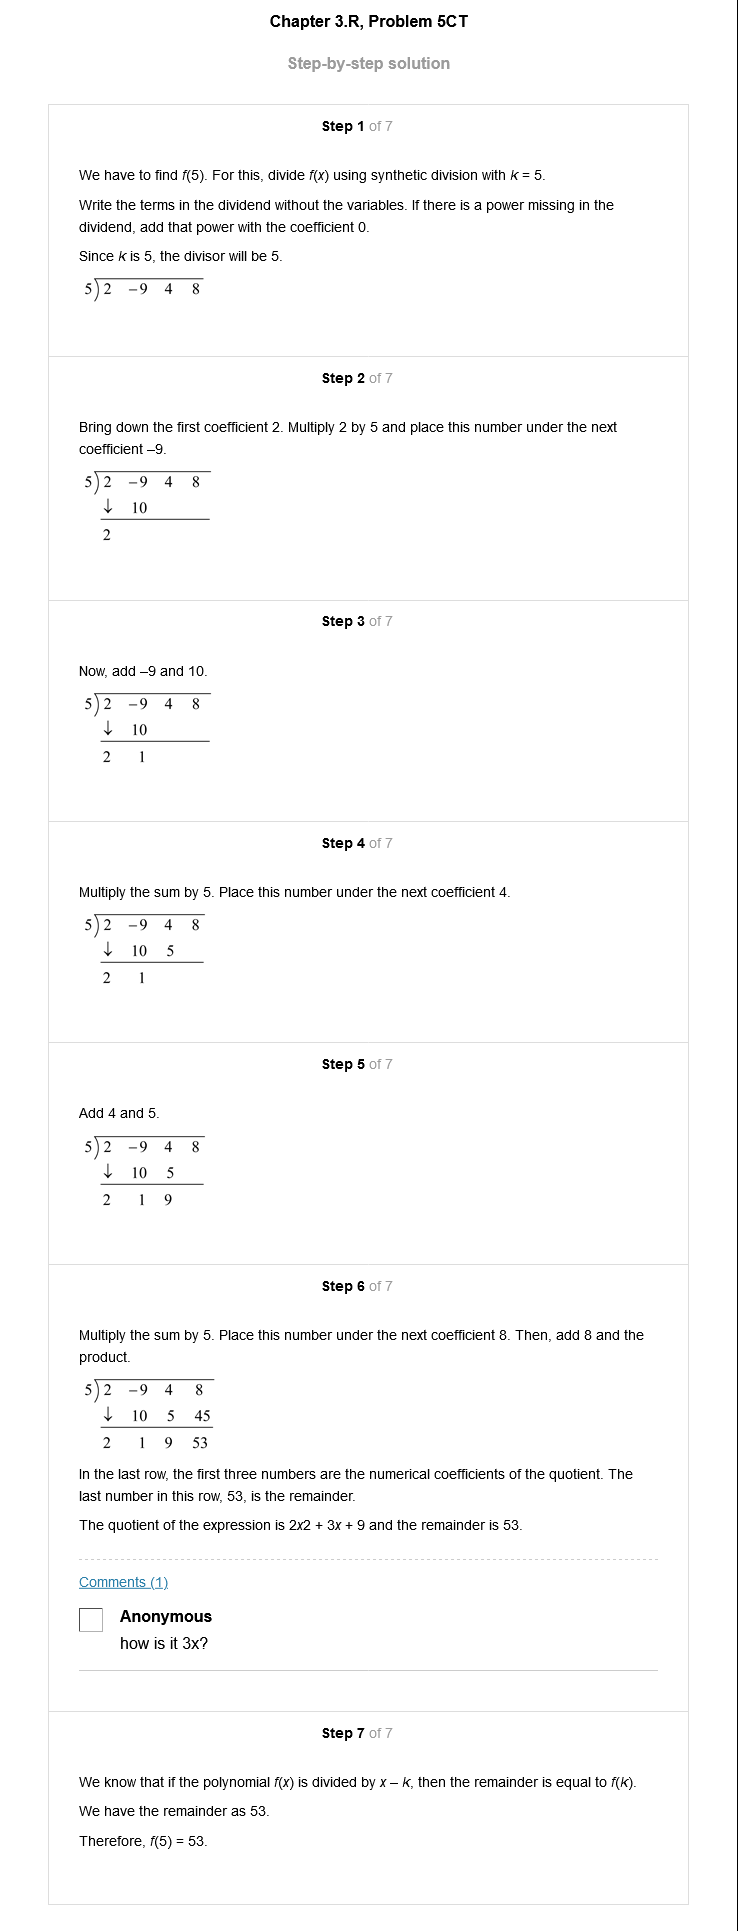 Chapter 3.R, Problem 5CT
Step-by-step solution
Step 1 of 7
We have to find f(5). For this, divide f(x) using synthetic division with k = 5.
Write the terms in the dividend without the variables. If there is a power missing in the
dividend, add that power with the coefficient 0.
Since k is 5, the divisor will be 5.
5) 2 −9 4 8
Step 2 of 7
Bring down the first coefficient 2. Multiply 2 by 5 and place this number under the next
coefficient –9.
5) 2 −9 4 8
↓ 10
2
Step 3 of 7
Now, add –9 and 10.
5) 2 −9 4 8
↓ 10
2 1
Step 4 of 7
Multiply the sum by 5. Place this number under the next coefficient 4.
5) 2 −9 4 8
↓ 10 5
2 1
Step 5 of 7
Add 4 and 5.
5) 2 −9 4 8
↓ 10 5
2 1 9
Step 6 of 7
Multiply the sum by 5. Place this number under the next coefficient 8. Then, add 8 and the
product.
5) 2 −9 4 8
↓ 10 5 45
2 1 9 53
In the last row, the first three numbers are the numerical coefficients of the quotient. The
last number in this row, 53, is the remainder.
The quotient of the expression is 2x2 + 3x + 9 and the remainder is 53.
Comments (1)
Anonymous
how is it 3x?
Step 7 of 7
We know that if the polynomial f(x) is divided by x – k, then the remainder is equal to f(k).
We have the remainder as 53.
Therefore, f(5) = 53.